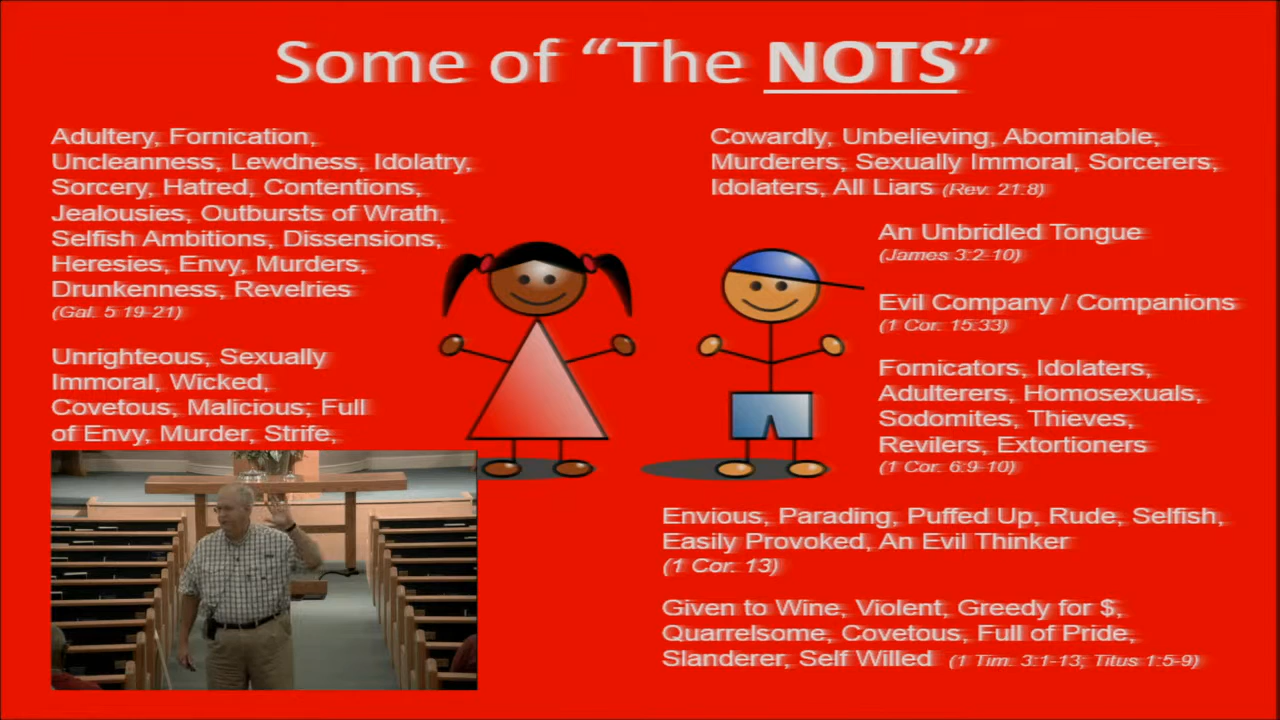 Some of “The NOTS”
Adultery, Fornication,
Uncleanness, Lewdness, Idolatry,
Sorcery, Hatred, Contentions,
Jealousies, Outbursts of Wrath,
Selfish Ambitions, Dissensions,
Heresies, Envy, Murders,
Drunkenness, Revelries
(Gal. 5:19-21)
Unrighteous, Sexually
Immoral, Wicked,
Covetous, Malicious; Full
of Envy, Murder, Strife,
Cowardly, Unbelieving, Abominable,
Murderers, Sexually Immoral, Sorcerers,
Idolaters, All Liars (Rev. 21:8)
An Unbridled Tongue
(James 3:2-10)
Evil Company / Companions
(1 Cor. 15:33)
Fornicators, Idolaters,
Adulterers, Homosexuals,
Sodomites, Thieves,
Revilers, Extortioners
(1 Cor. 6:9-10)
Envious, Parading, Puffed Up, Rude, Selfish,
Easily Provoked, An Evil Thinker
(1 Cor. 13)
Given to Wine, Violent, Greedy for $,
Quarrelsome, Covetous, Full of Pride,
Slanderer, Self Willed (1 Tim. 3:1-13; Titus 1:5-9)